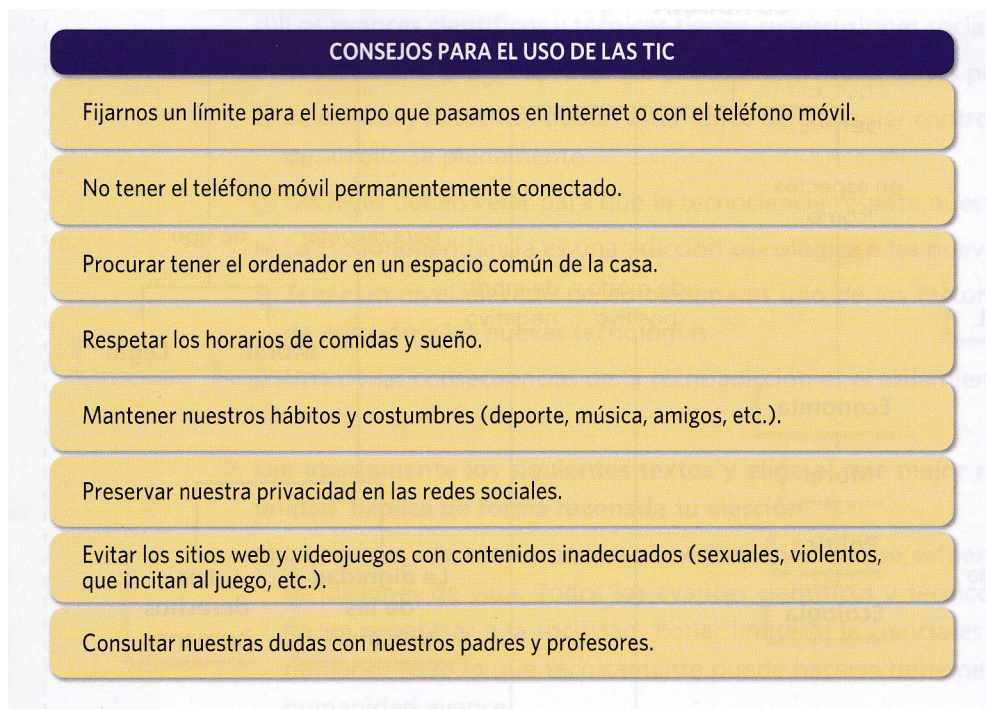 CONSEJOS PARA EL USO DE LAS TIC
Fijarnos un límite para el tiempo que pasamos en Internet o con el teléfono móvil.
No tener el teléfono móvil permanentemente conectado.
Procurar tener el ordenador en un espacio común de la casa.
Respetar los horarios de comidas y sueño.
Mantener nuestros hábitos y costumbres (deporte, música, amigos, etc.).
Preservar nuestra privacidad en las redes sociales.
Evitar los sitios web y videojuegos con contenidos inadecuados (sexuales, violentos,
que incitan al juego, etc.).
Consultar nuestras dudas con nuestros padres y profesores.